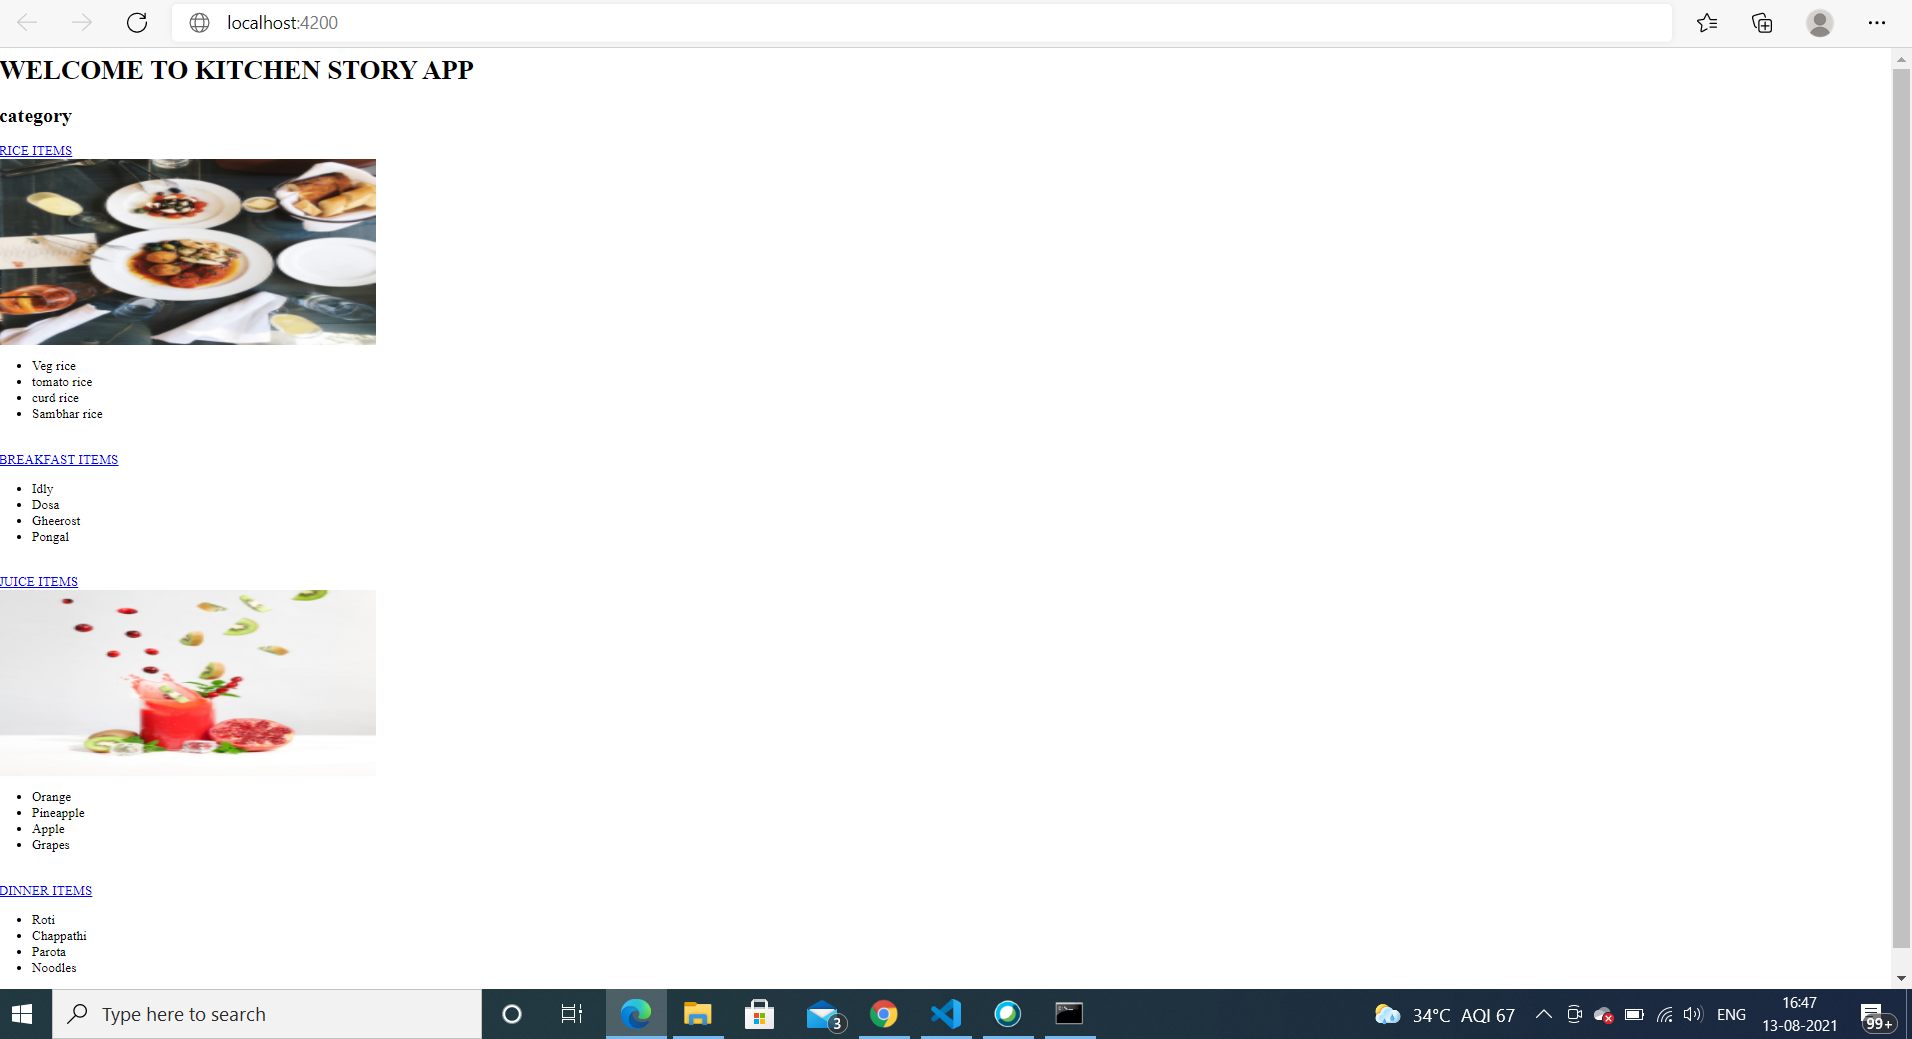 localhost:4200
WELCOME TO KITCHEN STORY APP
category
RICE ITEMS
Veg rice
tomato rice
curd rice
Sambhar rice
BREAKFAST ITEMS
Idly
Dosa
Gheerost
Pongal
JUICE ITEMS
Orange
Pineapple
Apple
Grapes
DINNER ITEMS
Roti
Chappathi
Parota
Noodles
Type here to search
3
34°C AQI 67
ENG
16:47
13-08-2021
99+